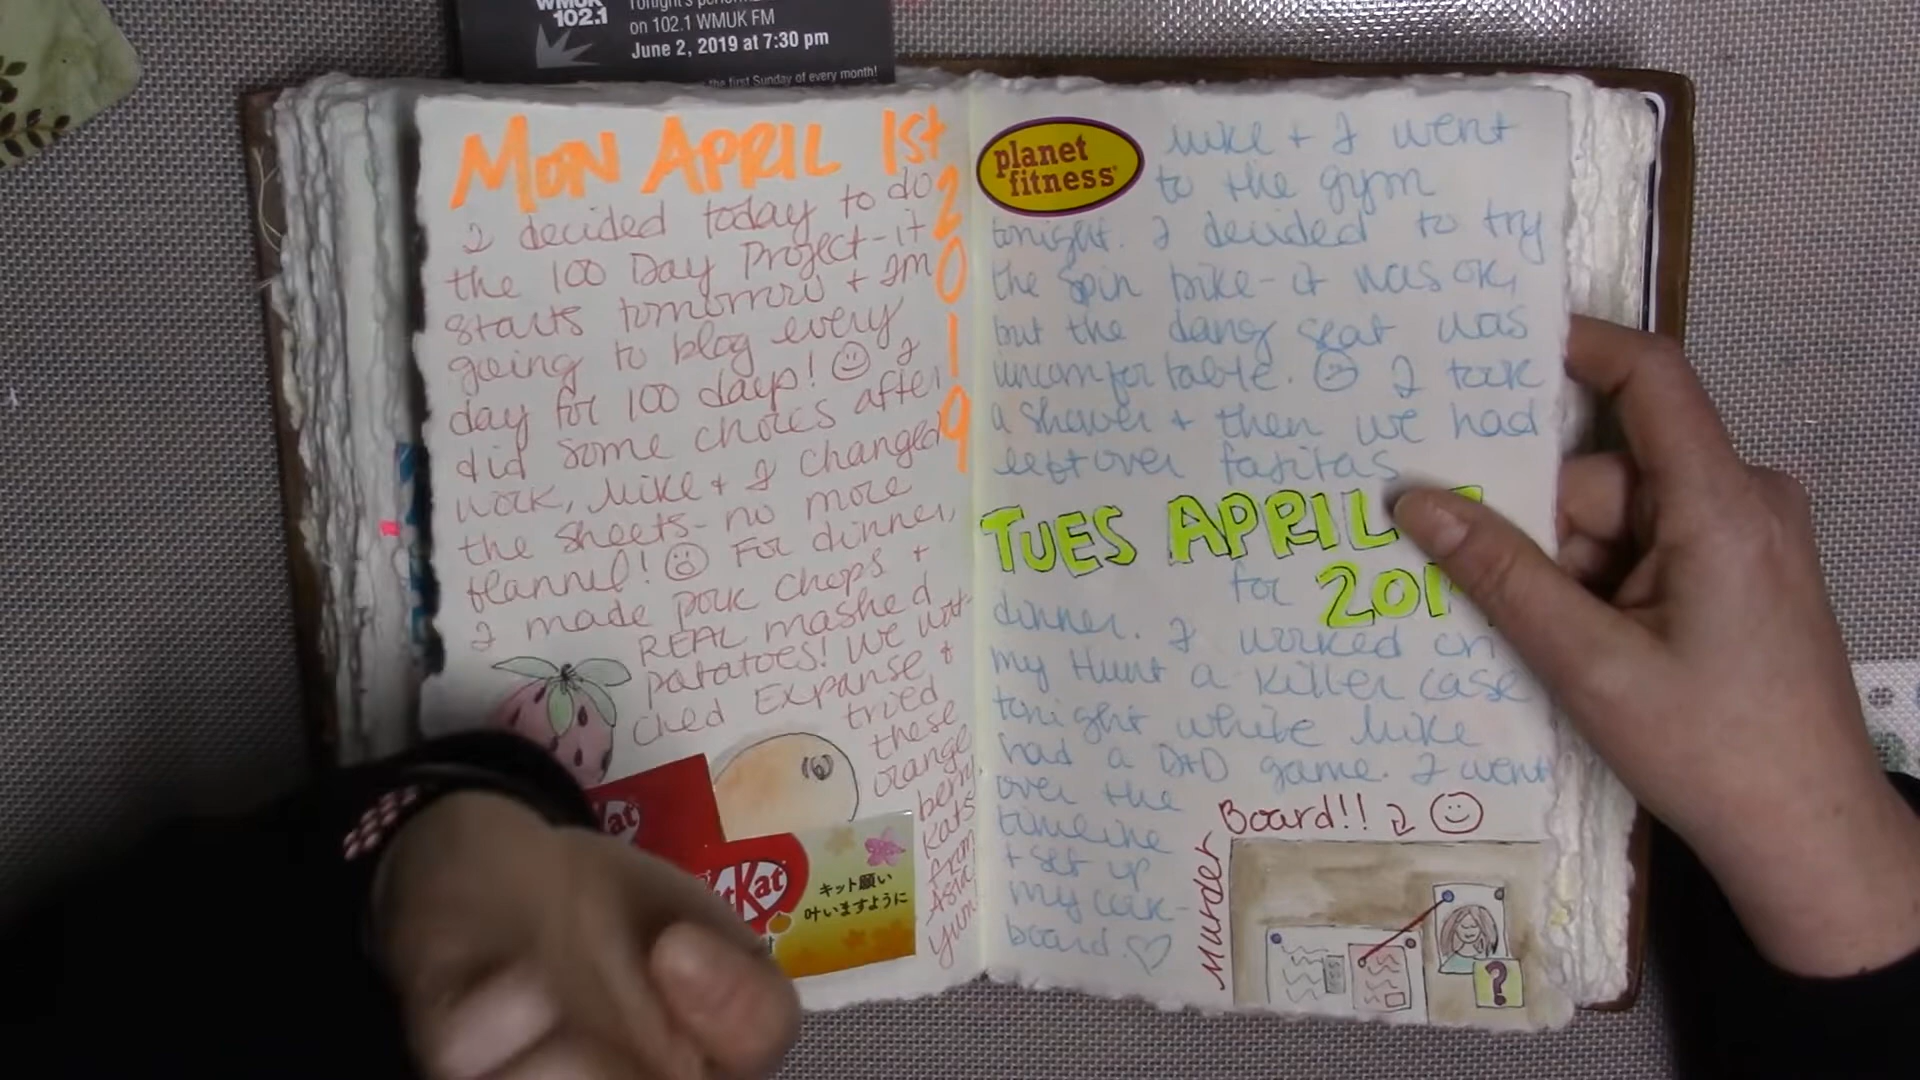 WMUK
102.1
Tonight's
on 102.1 WMUK FM
June 2, 2019 at 7:30 pm
the first Sunday of every month!
MON APRIL 1st
2019
I decided today to do
the 100 Day Project-it
starts tomorrow + Im
going to blog every
day for 100 days! I
did some chores after
work, Mike + I changed
the sheets- no more
flannel! For dinner,
I made pork chops +
REAL mashed
potatoes! We wat-
ched Expanse +
tried
these
orange
berry
Kats
from
Asia!
yum!
Kat
KitKat
キット願い
叶いますように
planet
fitness
Mike + I went
to the gym
tonight. I decided to try
the spin bike- it was ok,
but the dang seat was
uncomfortable. I took
a shower + then we had
leftover fajitas
TUES APRIL
201
for
dinner. I worked on
my Hunt a Killer case
tonight while Mike
had a D+D game. I went
over the
timeline
+ set up
my cork-
board.
Murder
Board!!
?